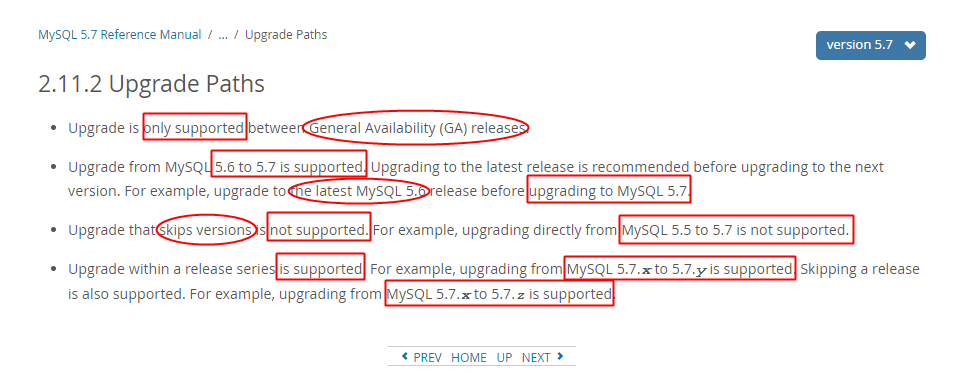 MySQL 5.7 Reference Manual / ... / Upgrade Paths
version 5.7
2.11.2 Upgrade Paths
• Upgrade is only supported between General Availability (GA) releases.
• Upgrade from MySQL 5.6 to 5.7 is supported. Upgrading to the latest release is recommended before upgrading to the next
version. For example, upgrade to the latest MySQL 5.6 release before upgrading to MySQL 5.7.
• Upgrade that skips versions is not supported. For example, upgrading directly from MySQL 5.5 to 5.7 is not supported.
• Upgrade within a release series is supported. For example, upgrading from MySQL 5.7.x to 5.7.y is supported. Skipping a release
is also supported. For example, upgrading from MySQL 5.7.x to 5.7.z is supported.
PREV HOME UP NEXT